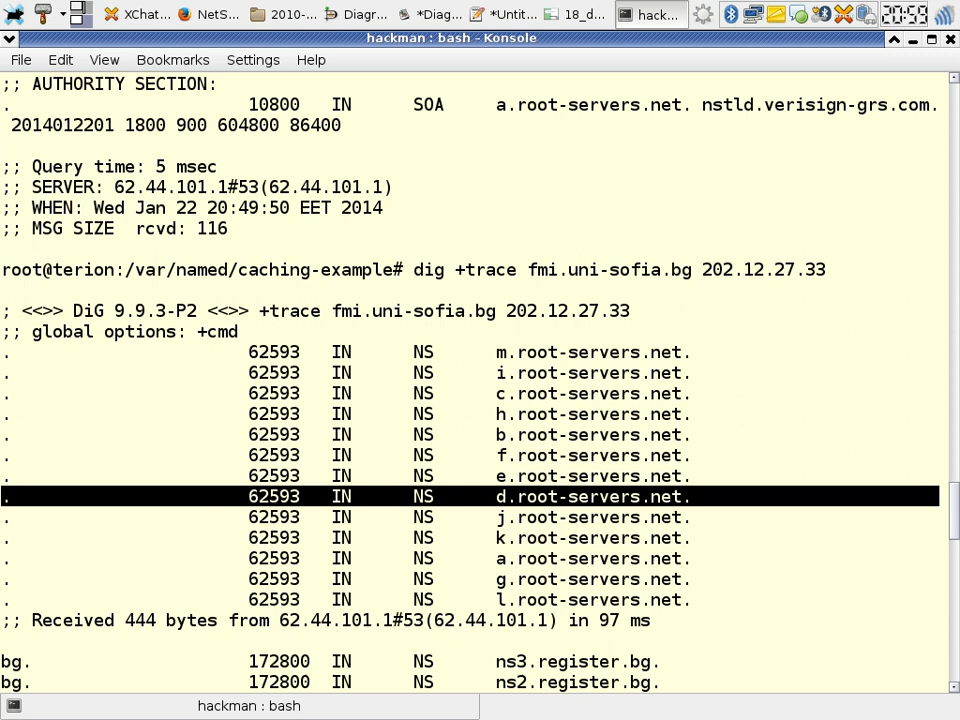 XChat... NetS... 2010-... Diagr... *Diag... *Untit... 18_d... hack... 20:59
hackman : bash - Konsole
File Edit View Bookmarks Settings Help
;; AUTHORITY SECTION:
. 10800 IN SOA a.root-servers.net. nstld.verisign-grs.com.
2014012201 1800 900 604800 86400
;; Query time: 5 msec
;; SERVER: 62.44.101.1#53(62.44.101.1)
;; WHEN: Wed Jan 22 20:49:50 EET 2014
;; MSG SIZE rcvd: 116
root@terion:/var/named/caching-example# dig +trace fmi.uni-sofia.bg 202.12.27.33
; <<>> DiG 9.9.3-P2 <<>> +trace fmi.uni-sofia.bg 202.12.27.33
;; global options: +cmd
. 62593 IN NS m.root-servers.net.
. 62593 IN NS i.root-servers.net.
. 62593 IN NS c.root-servers.net.
. 62593 IN NS h.root-servers.net.
. 62593 IN NS b.root-servers.net.
. 62593 IN NS f.root-servers.net.
. 62593 IN NS e.root-servers.net.
. 62593 IN NS d.root-servers.net.
. 62593 IN NS j.root-servers.net.
. 62593 IN NS k.root-servers.net.
. 62593 IN NS a.root-servers.net.
. 62593 IN NS g.root-servers.net.
. 62593 IN NS l.root-servers.net.
;; Received 444 bytes from 62.44.101.1#53(62.44.101.1) in 97 ms
bg. 172800 IN NS ns3.register.bg.
bg. 172800 IN NS ns2.register.bg.
hackman : bash